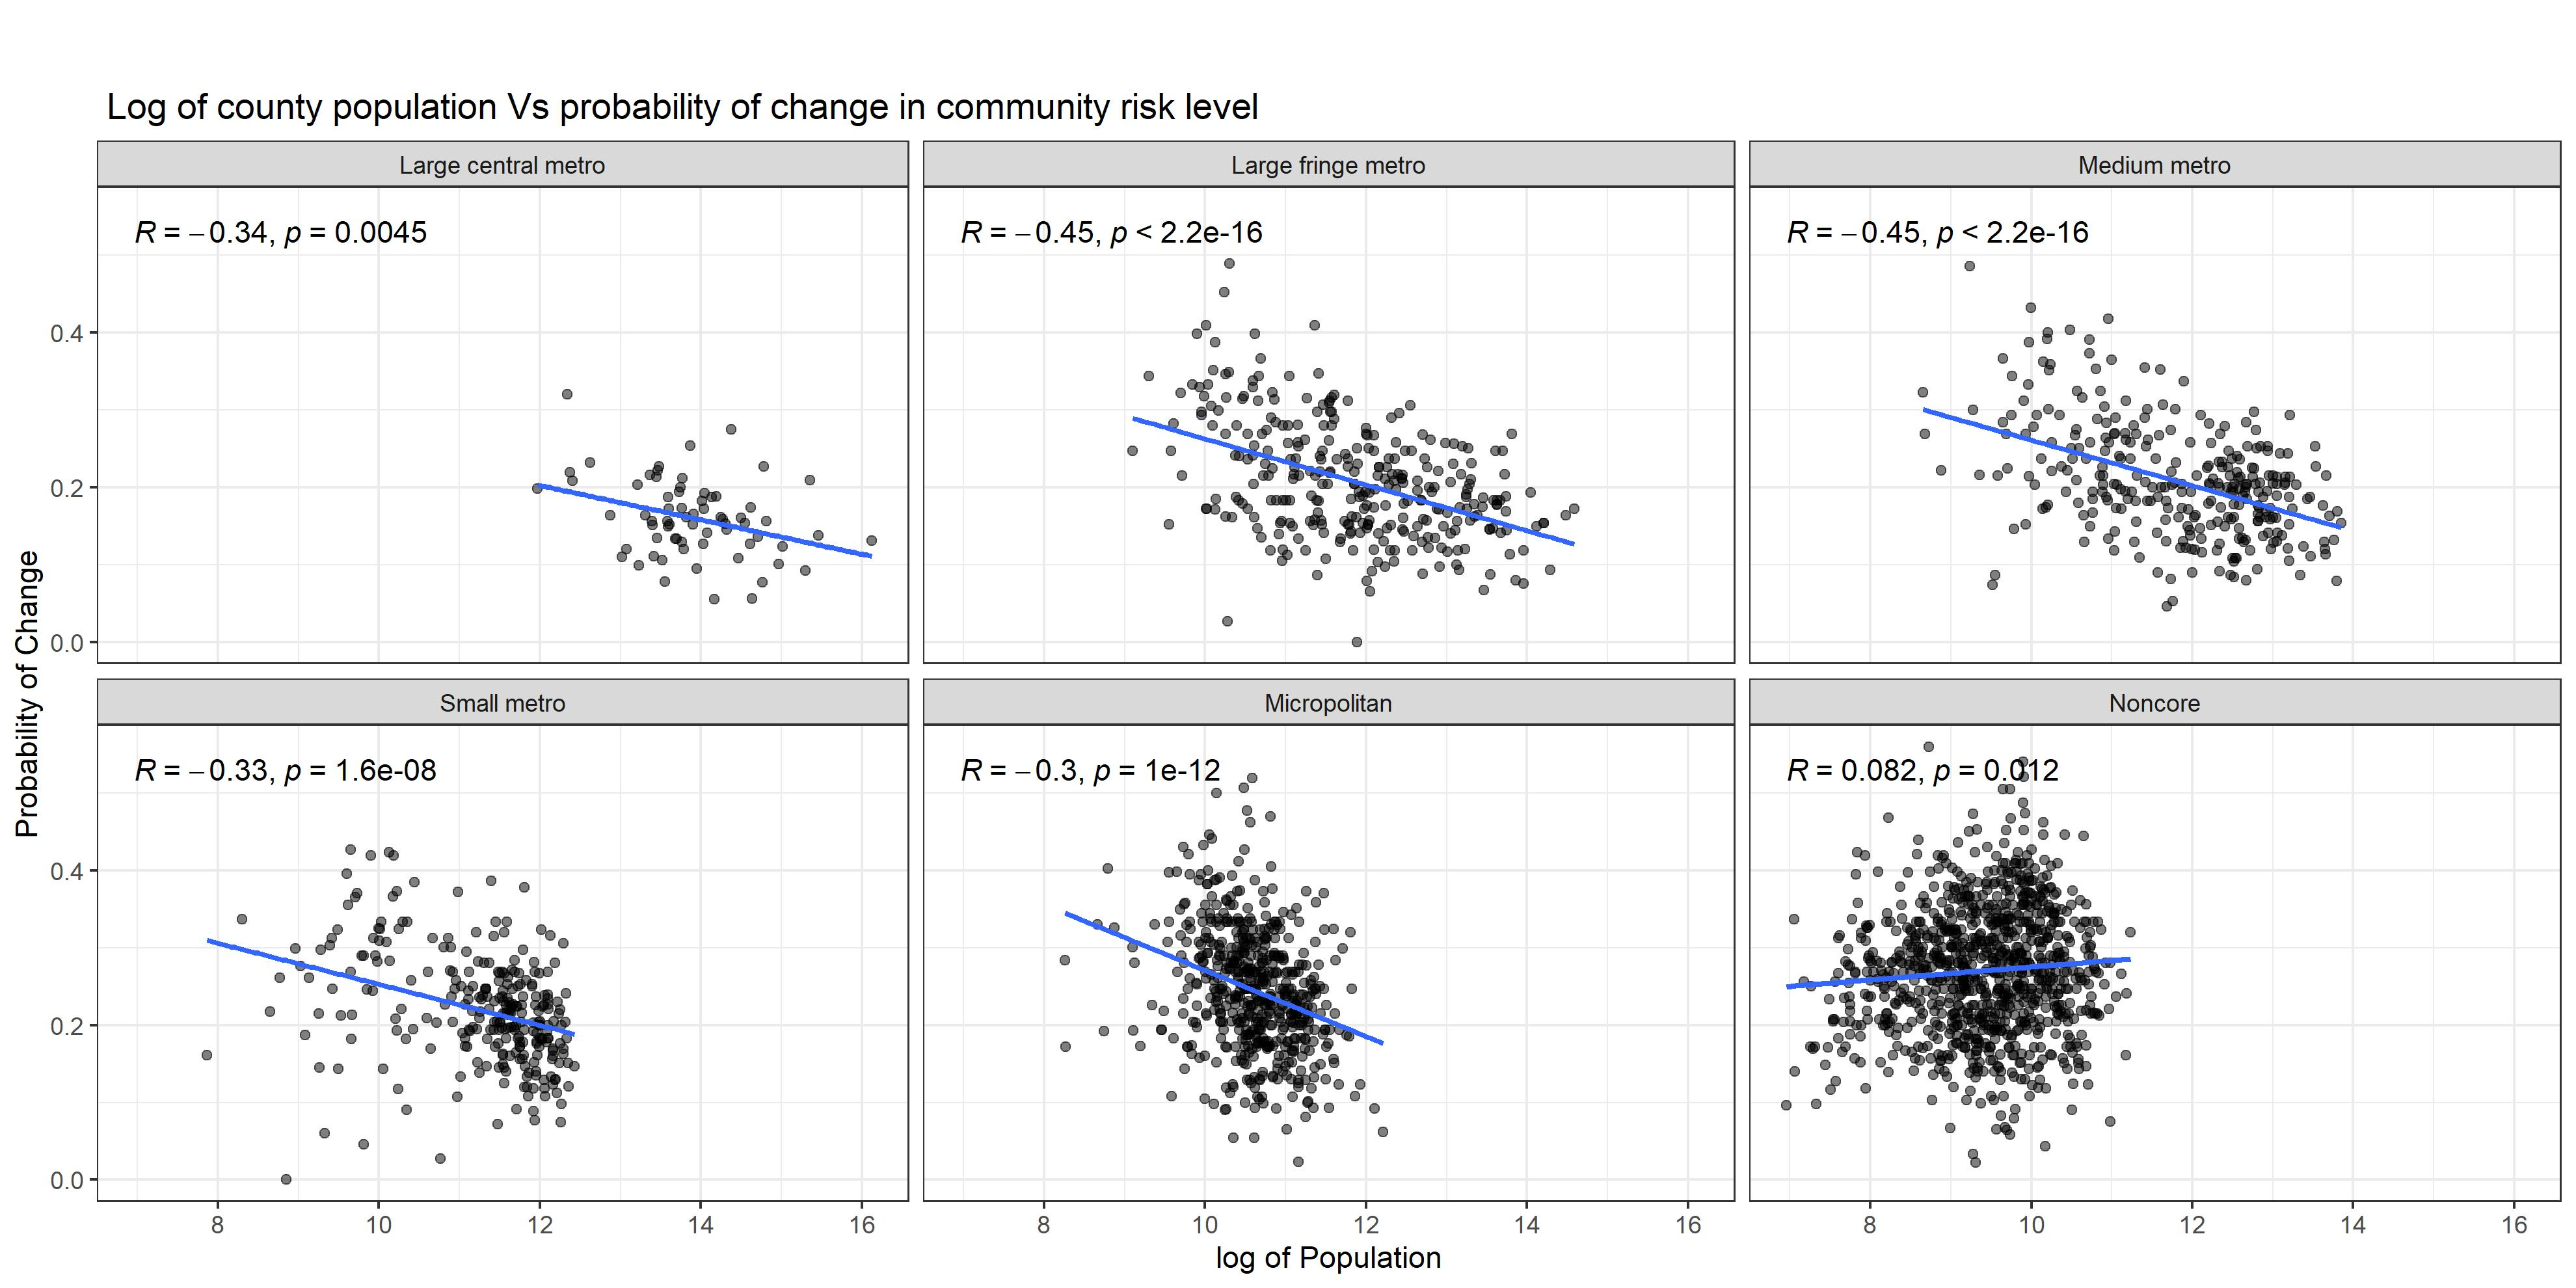 Log of county population Vs probability of change in community risk level
Large central metro
Large fringe metro
Medium metro
R = −0.34, p = 0.0045
R = −0.45, p < 2.2e-16
R = −0.45, p < 2.2e-16
0.4
0.2
0.0
Probability of Change
Small metro
Micropolitan
Noncore
R = −0.33, p = 1.6e-08
R = −0.3, p = 1e-12
R = 0.082, p = 0.012
0.4
0.2
0.0
8 10 12 14 16
8 10 12 14 16
8 10 12 14 16
log of Population